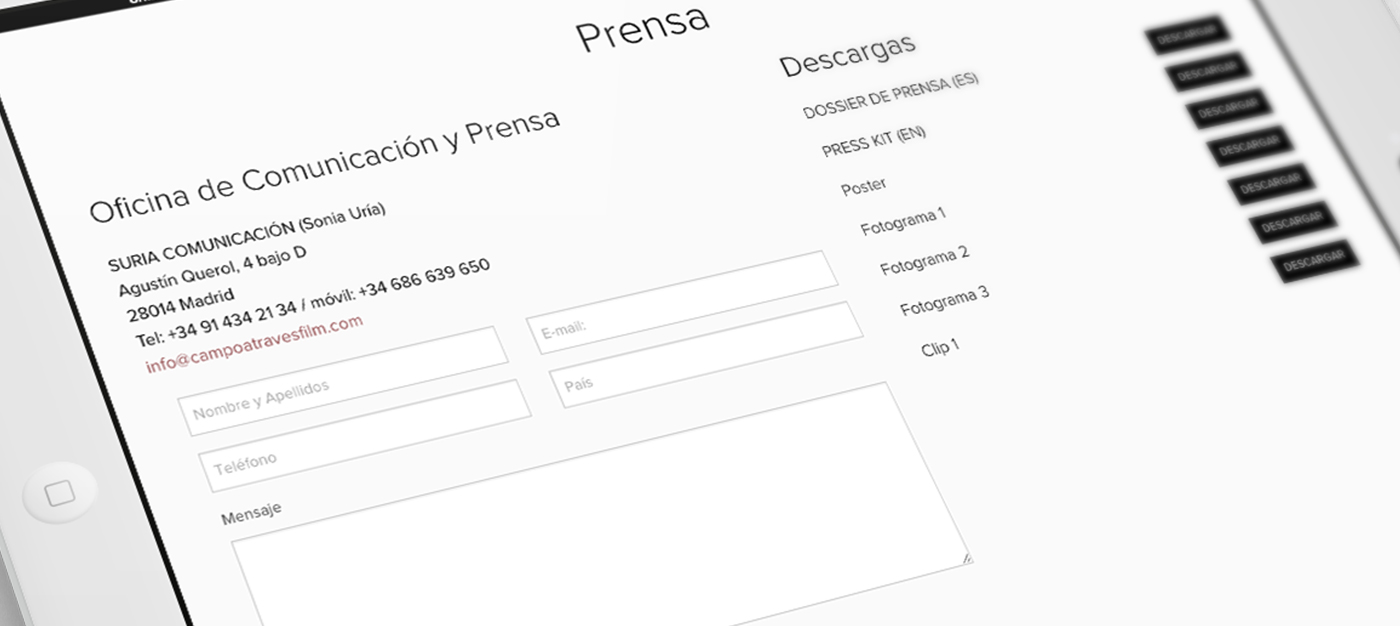 Prensa
Oficina de Comunicación y Prensa
SURIA COMUNICACIÓN (Sonia Uría)
Agustín Querol, 4 bajo D
28014 Madrid
Tel: +34 91 434 21 34 / móvil: +34 686 639 650
info@campoatravesfilm.com
Nombre y Apellidos
E-mail:
Teléfono
País
Mensaje
Descargas
DOSSIER DE PRENSA (ES)
DESCARGAR
PRESS KIT (EN)
DESCARGAR
Poster
DESCARGAR
Fotograma 1
DESCARGAR
Fotograma 2
DESCARGAR
Fotograma 3
DESCARGAR
Clip 1
DESCARGAR